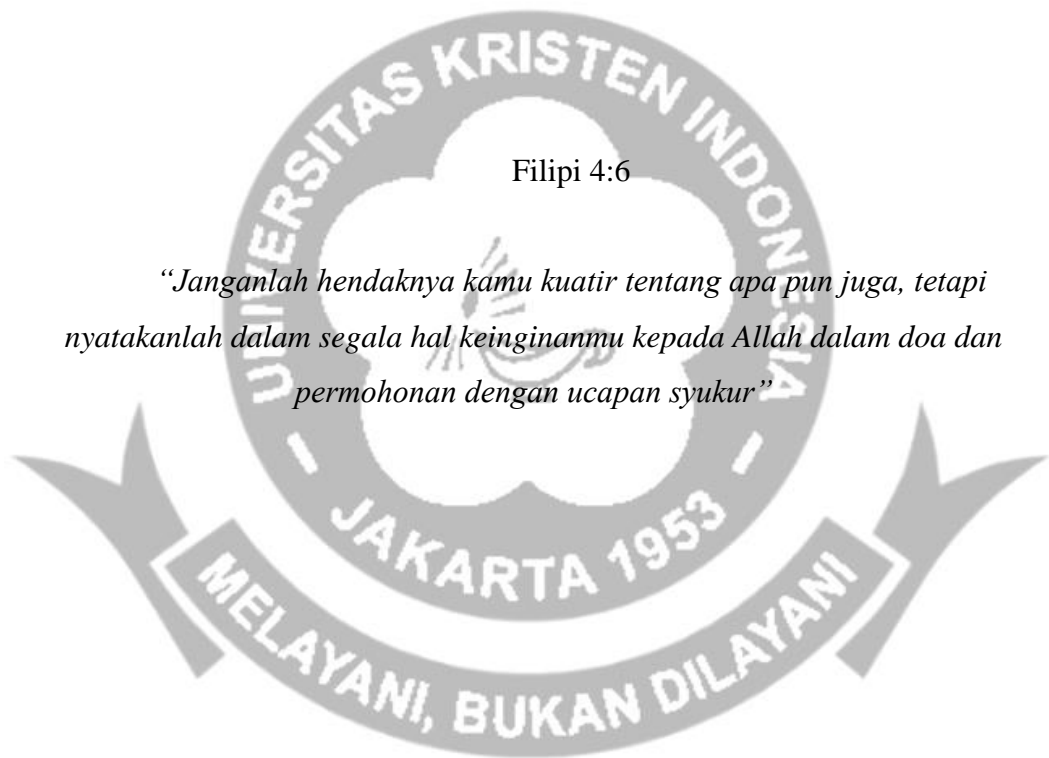 UNIVERSITAS KRISTEN INDONESIA
Filipi 4:6
“Janganlah hendaknya kamu kuatir tentang apa pun juga, tetapi
nyatakanlah dalam segala hal keinginanmu kepada Allah dalam doa dan
permohonan dengan ucapan syukur”
– JAKARTA 1953 –
MELAYANI, BUKAN DILAYANI